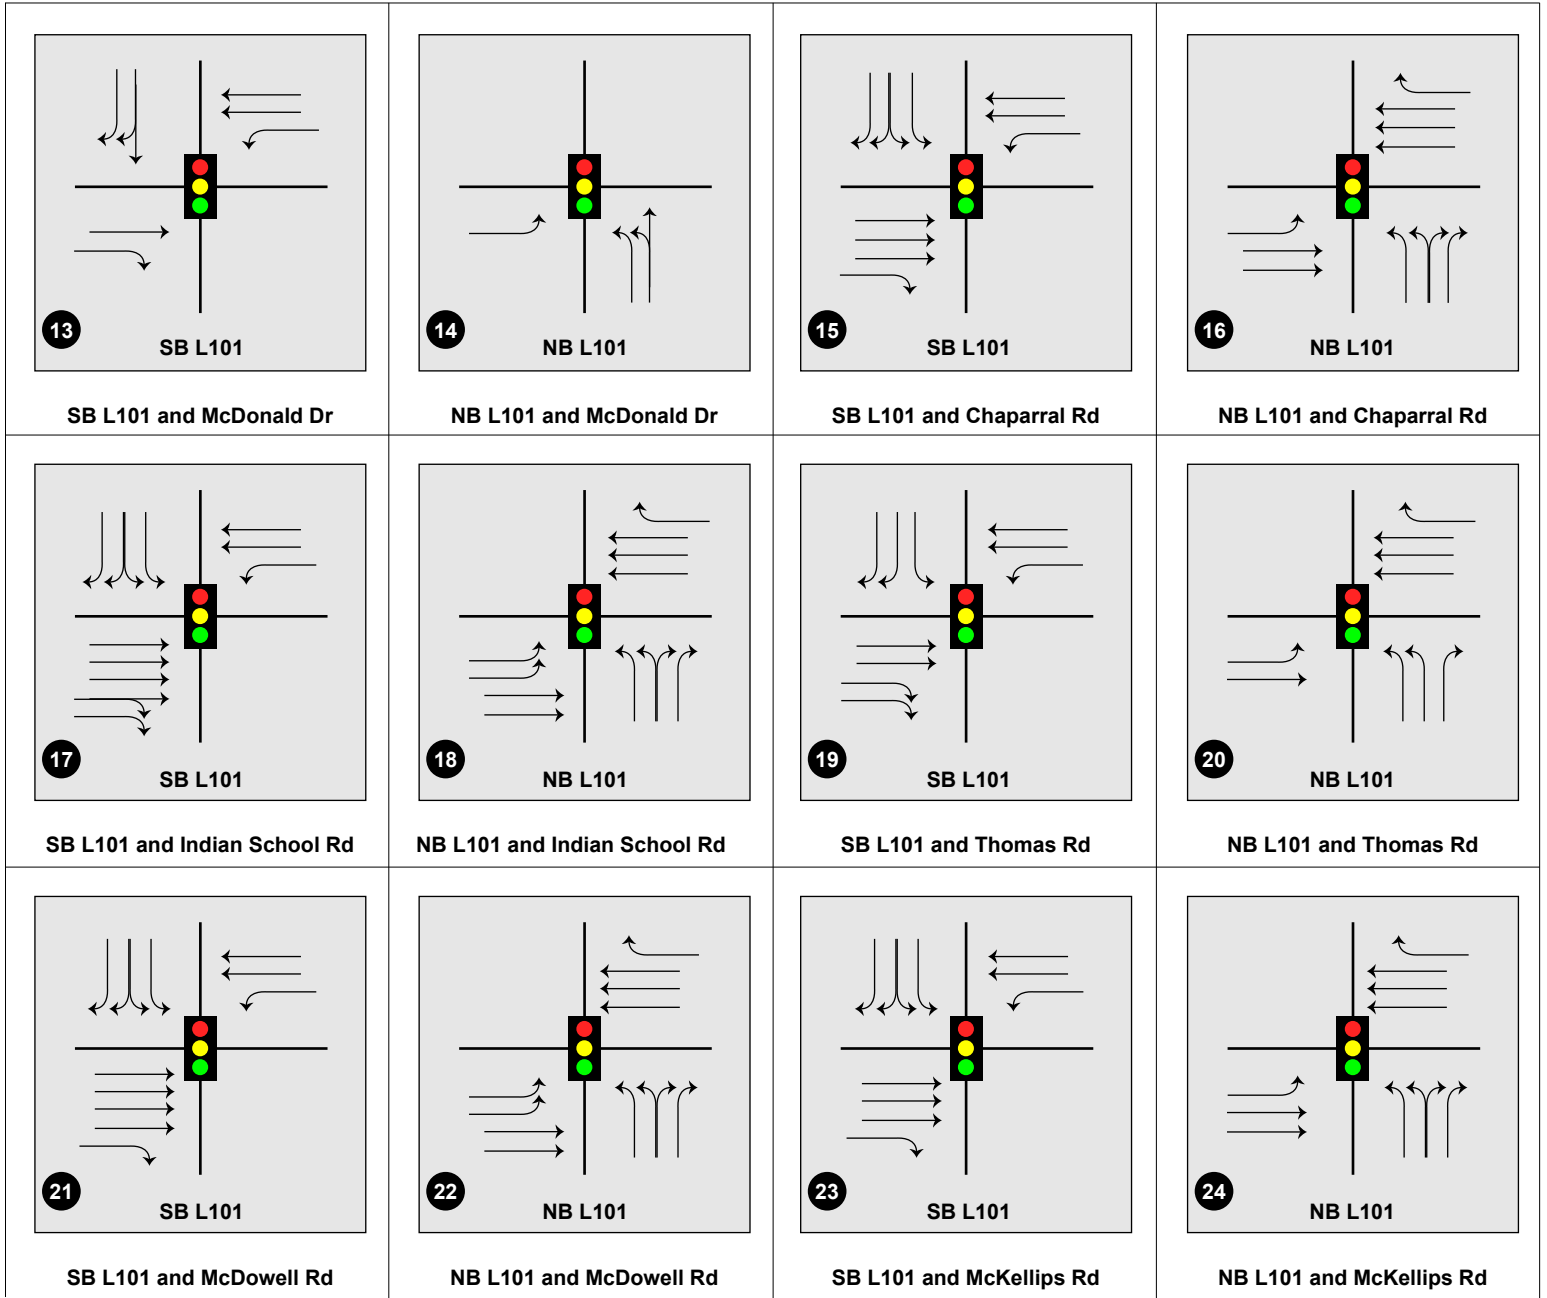 13
SB L101
SB L101 and McDonald Dr
14
NB L101
NB L101 and McDonald Dr
15
SB L101
SB L101 and Chaparral Rd
16
NB L101
NB L101 and Chaparral Rd
17
SB L101
SB L101 and Indian School Rd
18
NB L101
NB L101 and Indian School Rd
19
SB L101
SB L101 and Thomas Rd
20
NB L101
NB L101 and Thomas Rd
21
SB L101
SB L101 and McDowell Rd
22
NB L101
NB L101 and McDowell Rd
23
SB L101
SB L101 and McKellips Rd
24
NB L101
NB L101 and McKellips Rd